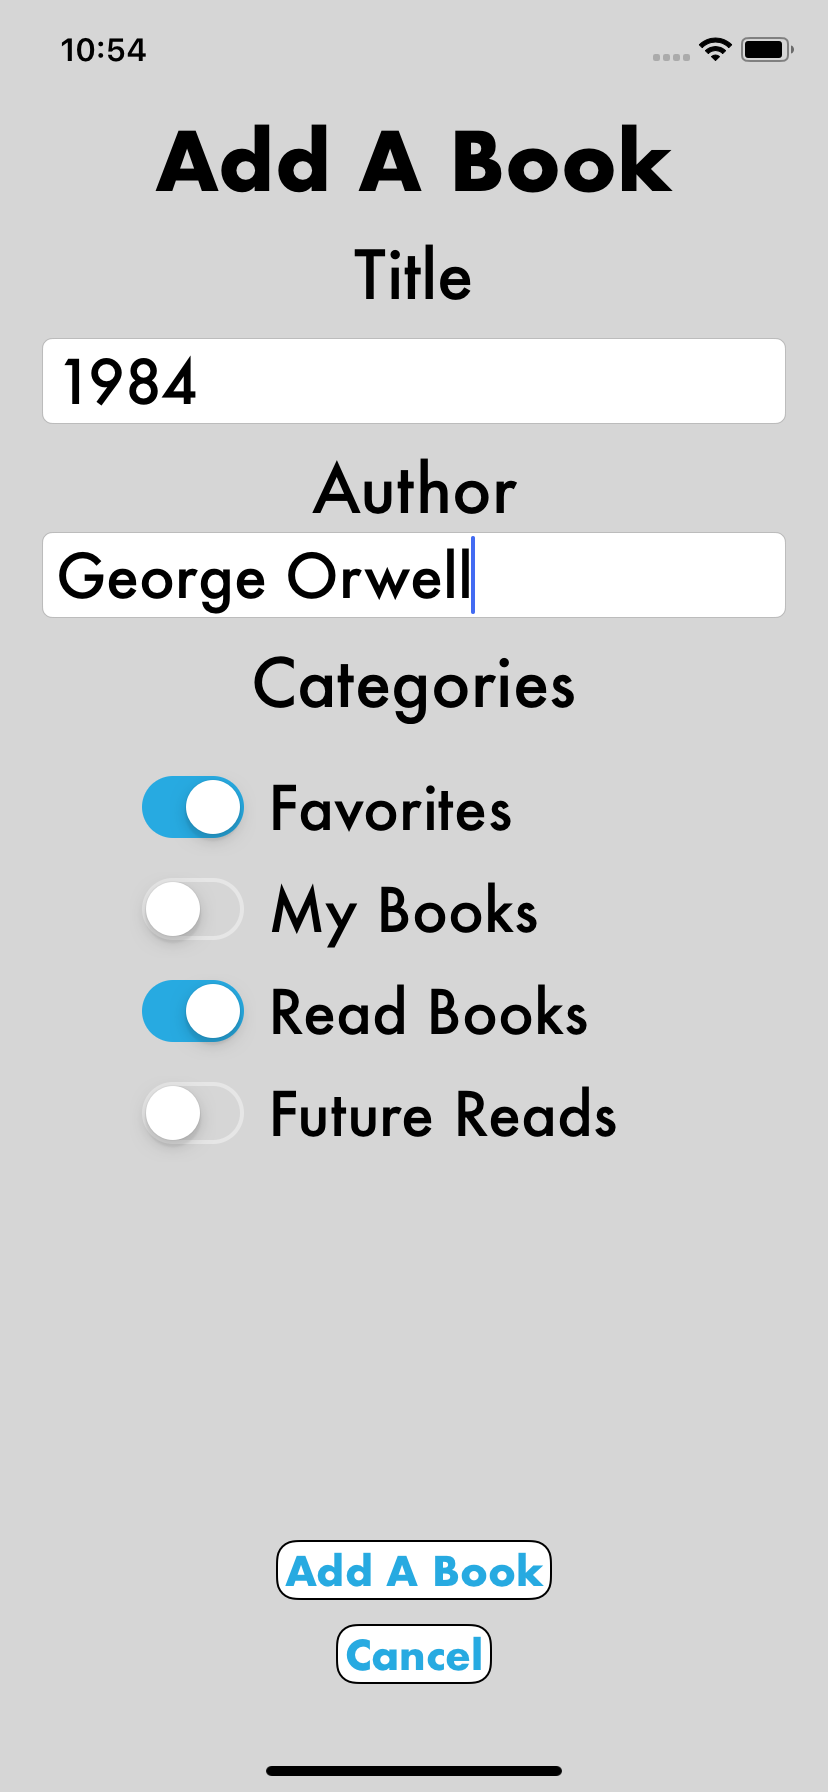 10:54
Add A Book
Title
1984
Author
George Orwell
Categories
Favorites
My Books
Read Books
Future Reads
Add A Book
Cancel